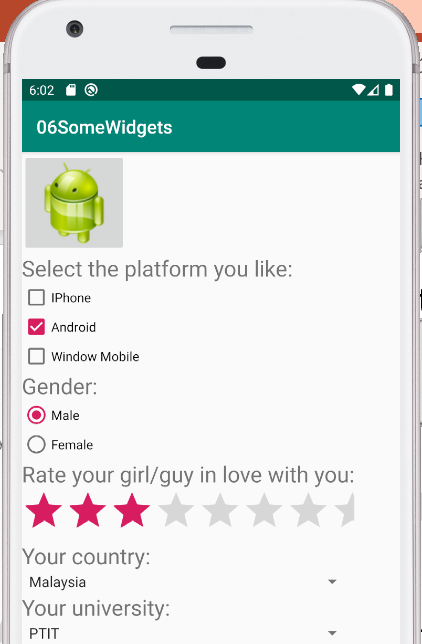 6:02
06SomeWidgets
Select the platform you like:
IPhone
Android
Window Mobile
Gender:
Male
Female
Rate your girl/guy in love with you:
Your country:
Malaysia
Your university:
PTIT